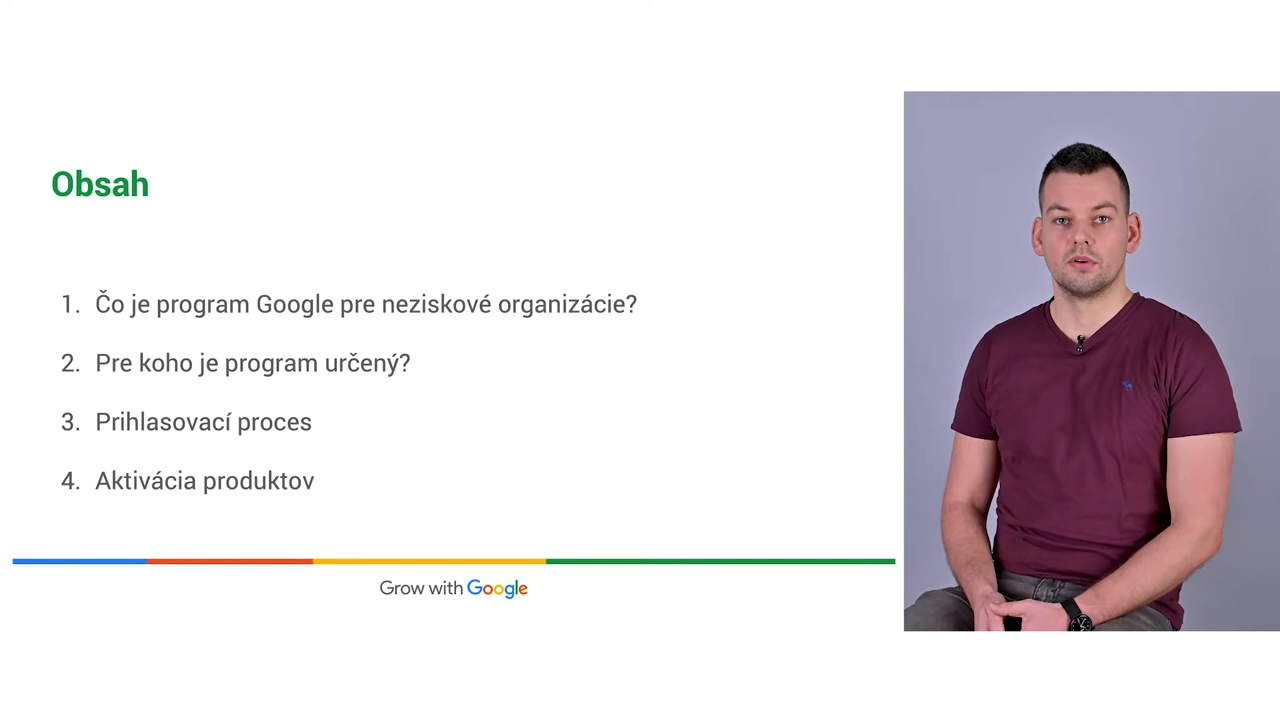 Obsah
1. Čo je program Google pre neziskové organizácie?
2. Pre koho je program určený?
3. Prihlasovací proces
4. Aktivácia produktov
Grow with Google